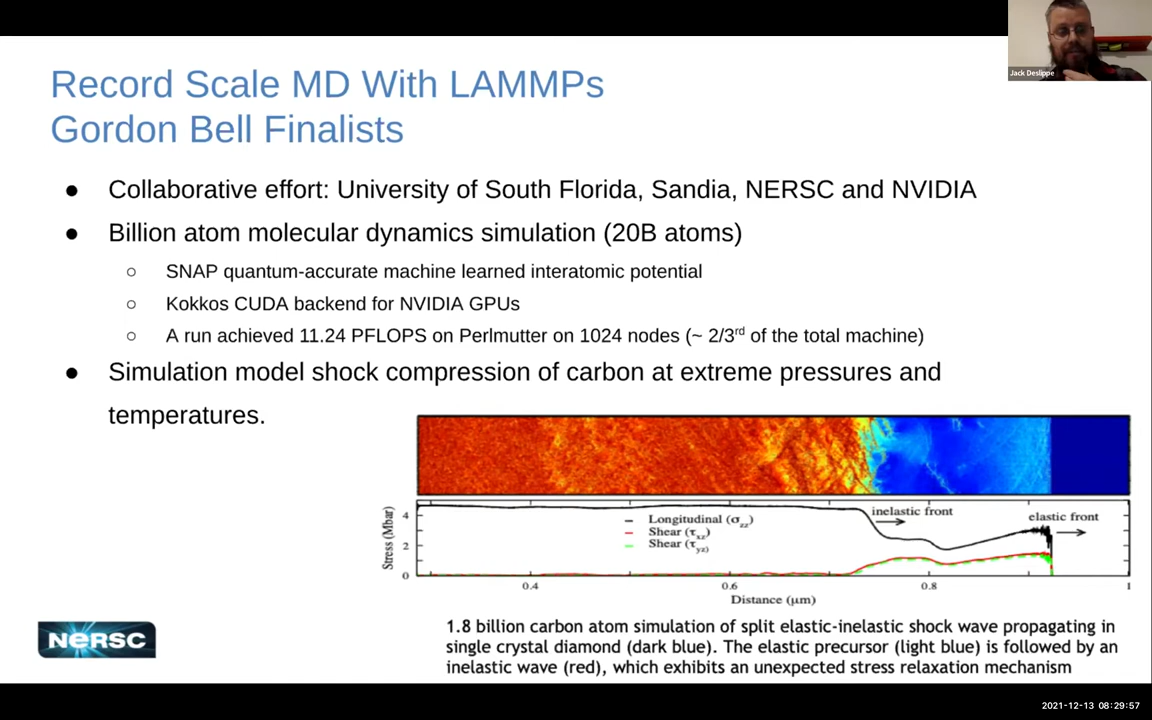 Jack Deslippe
Record Scale MD With LAMMPs
Gordon Bell Finalists
● Collaborative effort: University of South Florida, Sandia, NERSC and NVIDIA
● Billion atom molecular dynamics simulation (20B atoms)
○ SNAP quantum-accurate machine learned interatomic potential
○ Kokkos CUDA backend for NVIDIA GPUs
○ A run achieved 11.24 PFLOPS on Perlmutter on 1024 nodes (~ 2/3rd of the total machine)
● Simulation model shock compression of carbon at extreme pressures and
temperatures.
Stress (Mbar)
4
2
0
Longitudinal (σzz)
Shear (τxz)
Shear (τyz)
inelastic front
elastic front
0.4 0.6 0.8 1
Distance (μm)
1.8 billion carbon atom simulation of split elastic-inelastic shock wave propagating in
single crystal diamond (dark blue). The elastic precursor (light blue) is followed by an
inelastic wave (red), which exhibits an unexpected stress relaxation mechanism
NERSC
2021-12-13 08:29:57